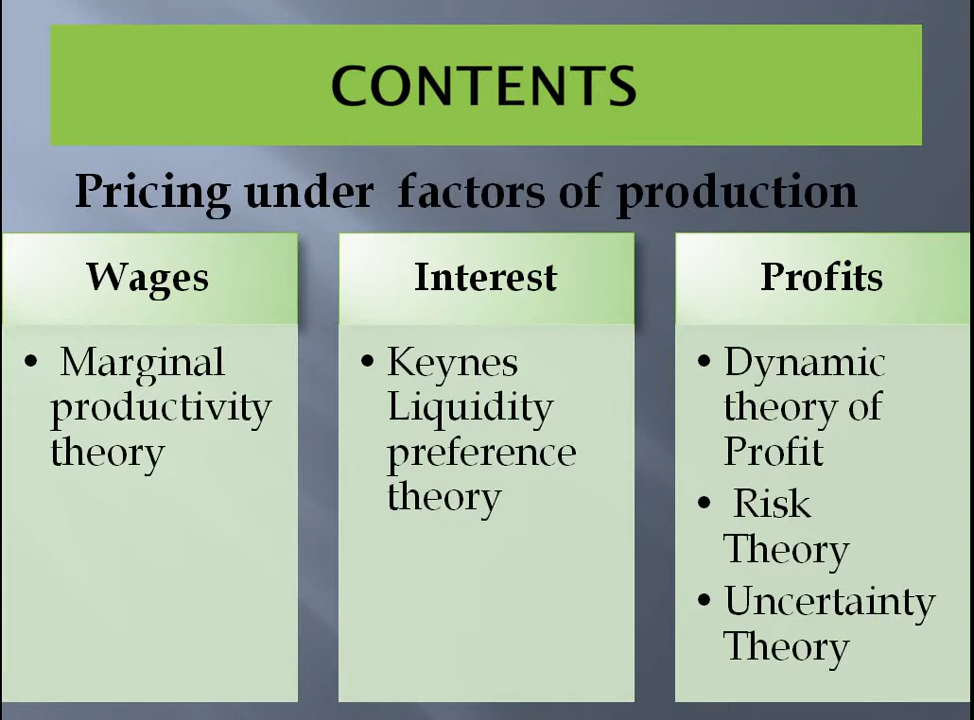 CONTENTS
Pricing under factors of production
Wages
• Marginal
productivity
theory
Interest
• Keynes
Liquidity
preference
theory
Profits
• Dynamic
theory of
Profit
• Risk
Theory
• Uncertainty
Theory